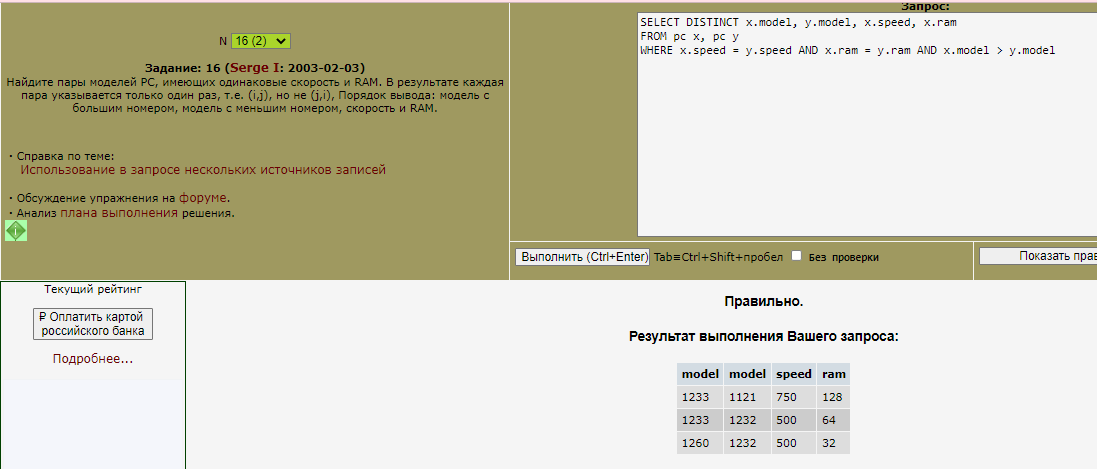 N 16 (2)
Задание: 16 (Serge I: 2003-02-03)
Найдите пары моделей PC, имеющих одинаковые скорость и RAM. В результате каждая
пара указывается только один раз, т.е. (i,j), но не (j,i), Порядок вывода: модель с
большим номером, модель с меньшим номером, скорость и RAM.
· Справка по теме:
Использование в запросе нескольких источников записей
· Обсуждение упражнения на форуме.
· Анализ плана выполнения решения.
Запрос:
SELECT DISTINCT x.model, y.model, x.speed, x.ram
FROM pc x, pc y
WHERE x.speed = y.speed AND x.ram = y.ram AND x.model > y.model
Выполнить (Ctrl+Enter) Tab≡Ctrl+Shift+пробел Без проверки Показать прав
Текущий рейтинг
₽ Оплатить картой
российского банка
Подробнее...
Правильно.
Результат выполнения Вашего запроса:
model model speed ram
1233 1121 750 128
1233 1232 500 64
1260 1232 500 32